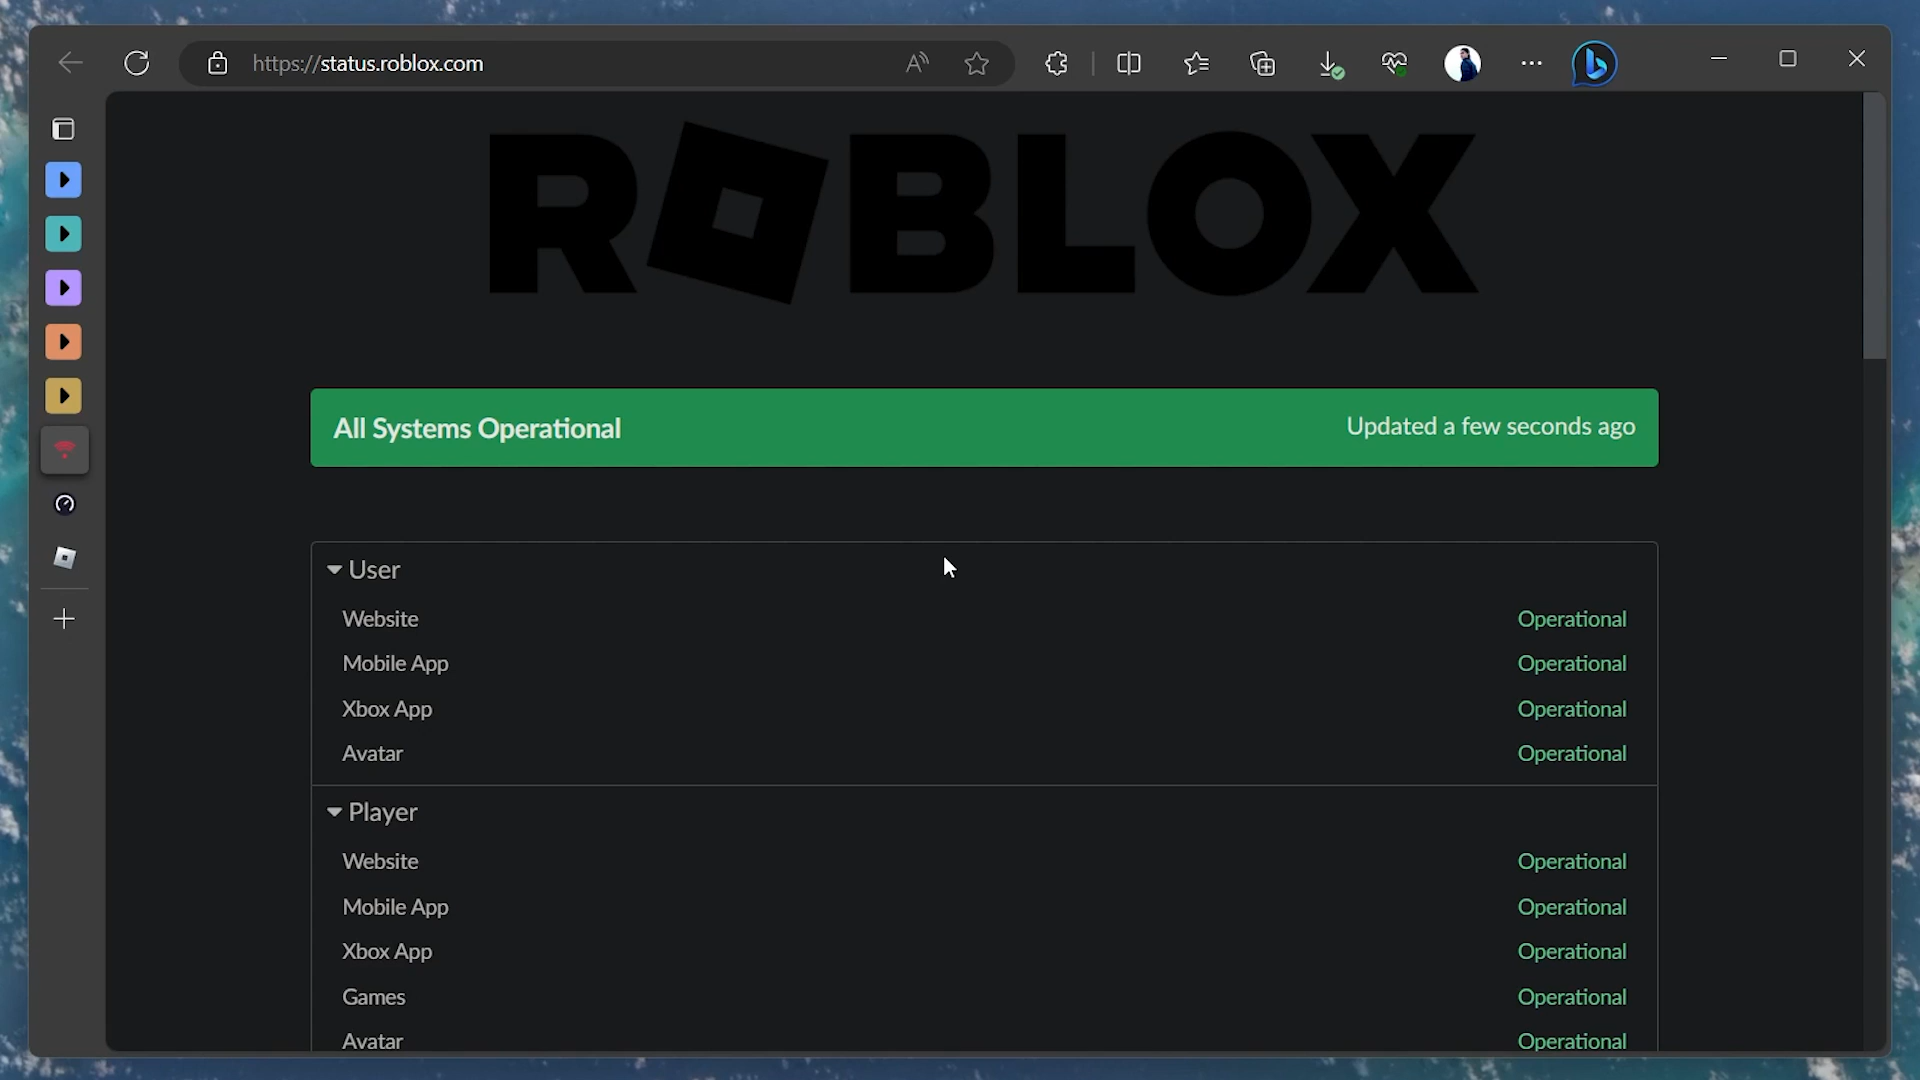 https://status.roblox.com
ROBLOX
All Systems Operational
Updated a few seconds ago
User
Website Operational
Mobile App Operational
Xbox App Operational
Avatar Operational
Player
Website Operational
Mobile App Operational
Xbox App Operational
Games Operational
Avatar Operational